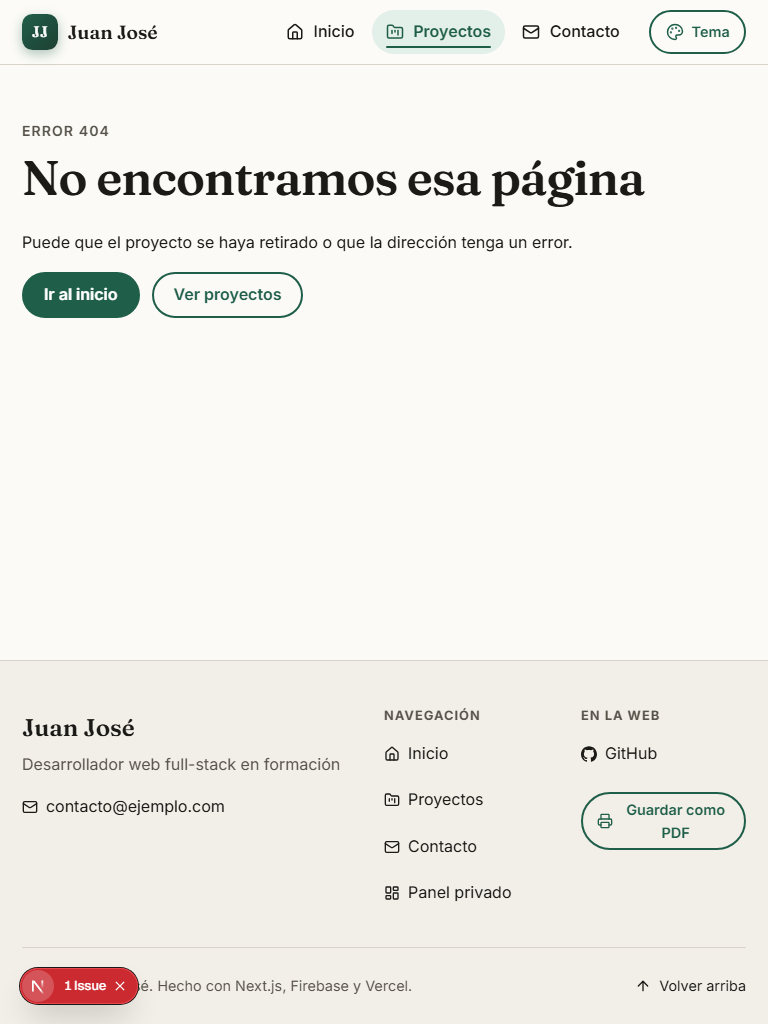 JJ Juan José
Inicio
Proyectos
Contacto
Tema
ERROR 404
No encontramos esa página
Puede que el proyecto se haya retirado o que la dirección tenga un error.
Ir al inicio
Ver proyectos
Juan José
Desarrollador web full-stack en formación
contacto@ejemplo.com
NAVEGACIÓN
Inicio
Proyectos
Contacto
Panel privado
EN LA WEB
GitHub
Guardar como
PDF
N 1 Issue
sé. Hecho con Next.js, Firebase y Vercel.
Volver arriba